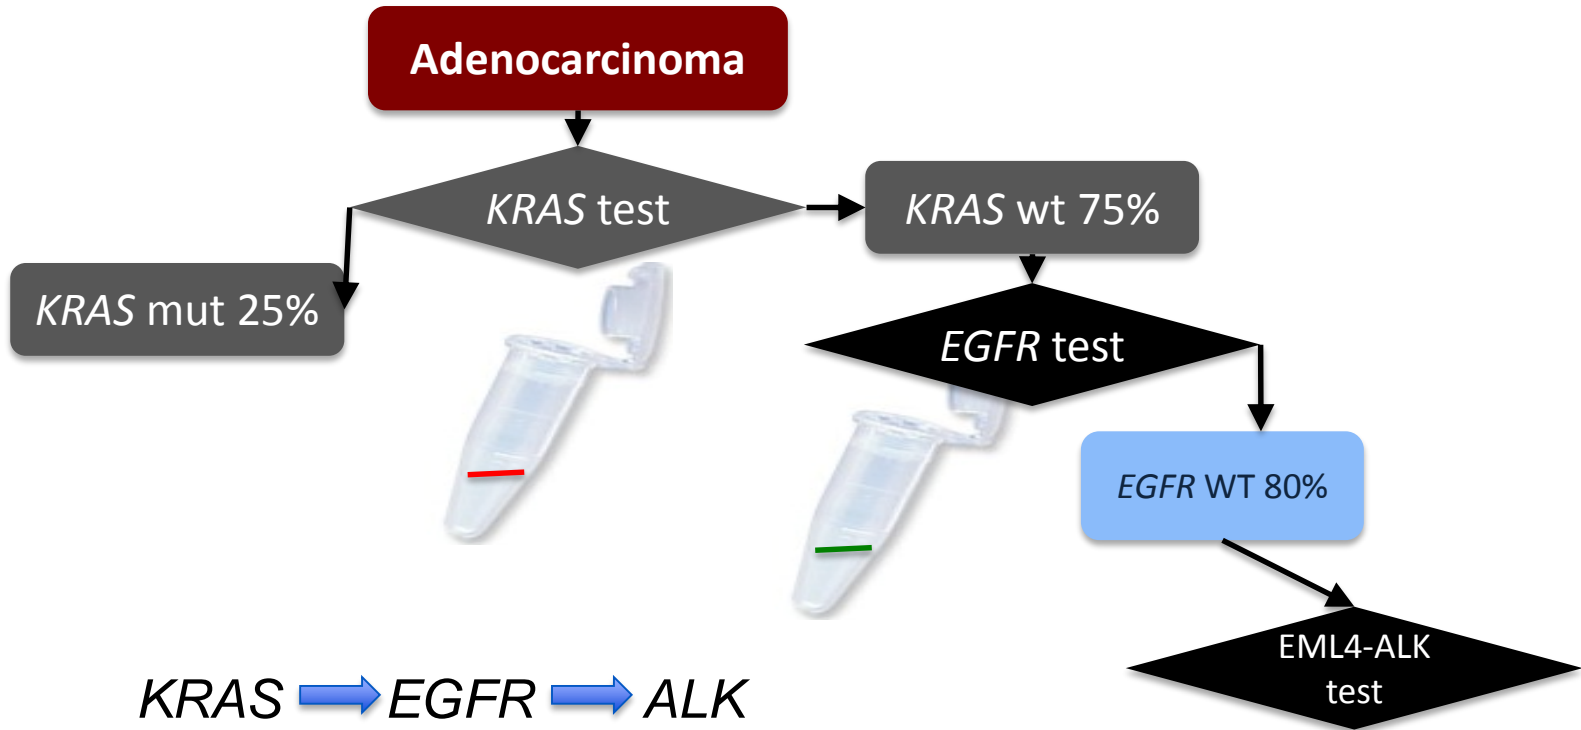 Adenocarcinoma
KRAS test
KRAS wt 75%
KRAS mut 25%
EGFR test
EGFR WT 80%
EML4-ALK
test
KRAS EGFR ALK